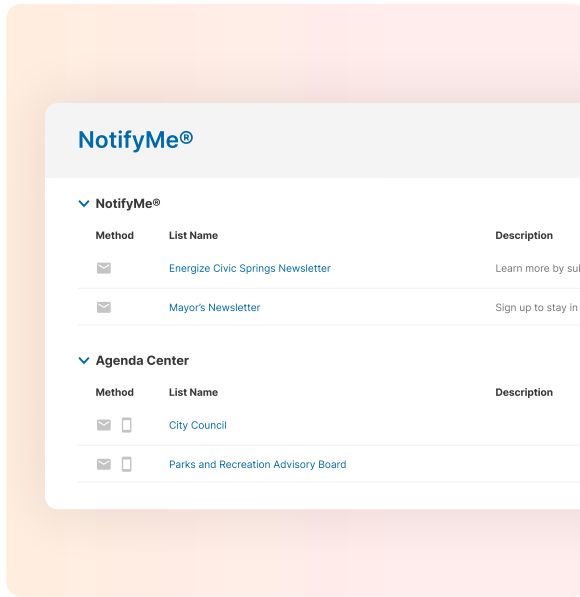 NotifyMe®
NotifyMe®
Method List Name Description
Energize Civic Springs Newsletter Learn more by
Mayor’s Newsletter Sign up to stay in
Agenda Center
Method List Name Description
City Council
Parks and Recreation Advisory Board